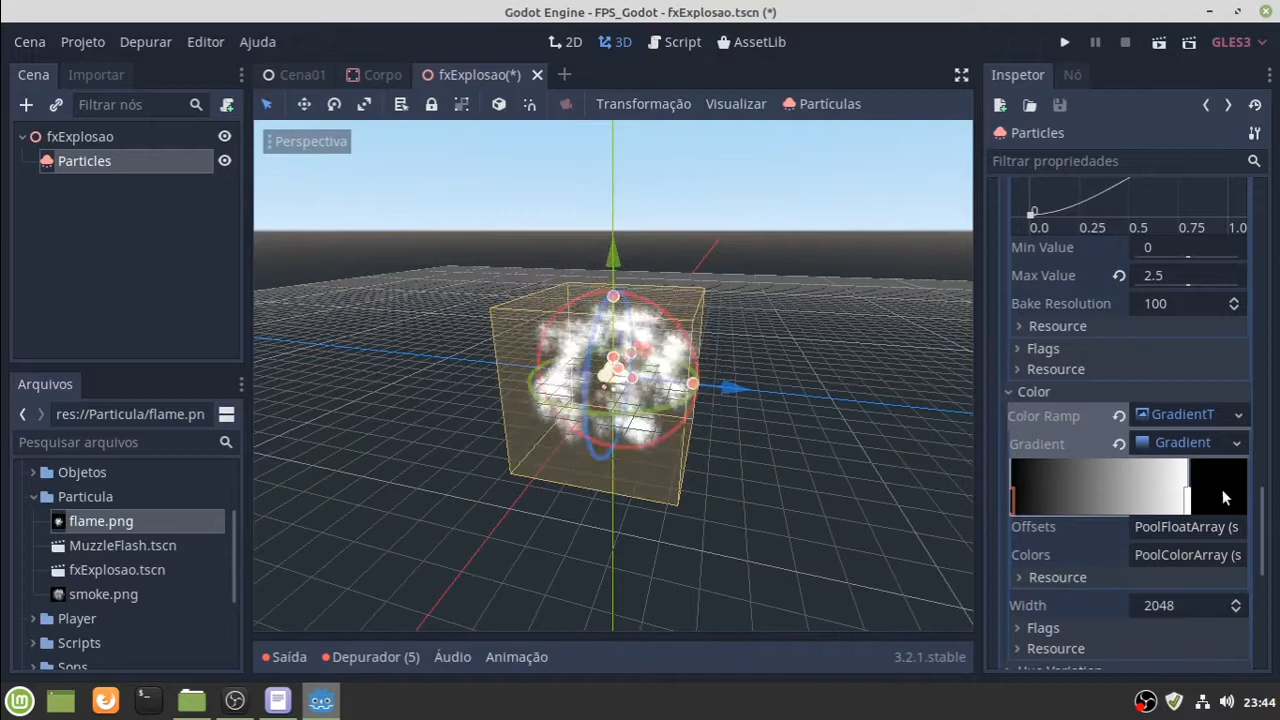 Godot Engine - FPS_Godot - fxExplosao.tscn (*)
Cena Projeto Depurar Editor Ajuda
2D 3D Script AssetLib
GLES3
Cena Importar
Filtrar nós
fxExplosao
Particles
Arquivos
res://Particula/flame.pn
Pesquisar arquivos
Objetos
Particula
flame.png
MuzzleFlash.tscn
fxExplosao.tscn
smoke.png
Player
Scripts
Sons
Cena01 Corpo fxExplosao(*)
Transformação Visualizar Partículas
Perspectiva
Saída Depurador (5) Áudio Animação 3.2.1.stable
Inspetor Nó
Particles
Filtrar propriedades
0
0.0 0.25 0.5 0.75 1.0
Min Value 0
Max Value 2.5
Bake Resolution 100
Resource
Flags
Resource
Color
Color Ramp GradientT
Gradient Gradient
Offsets PoolFloatArray (s
Colors PoolColorArray (s
Resource
Width 2048
Flags
Resource
Hue Variation
23:44